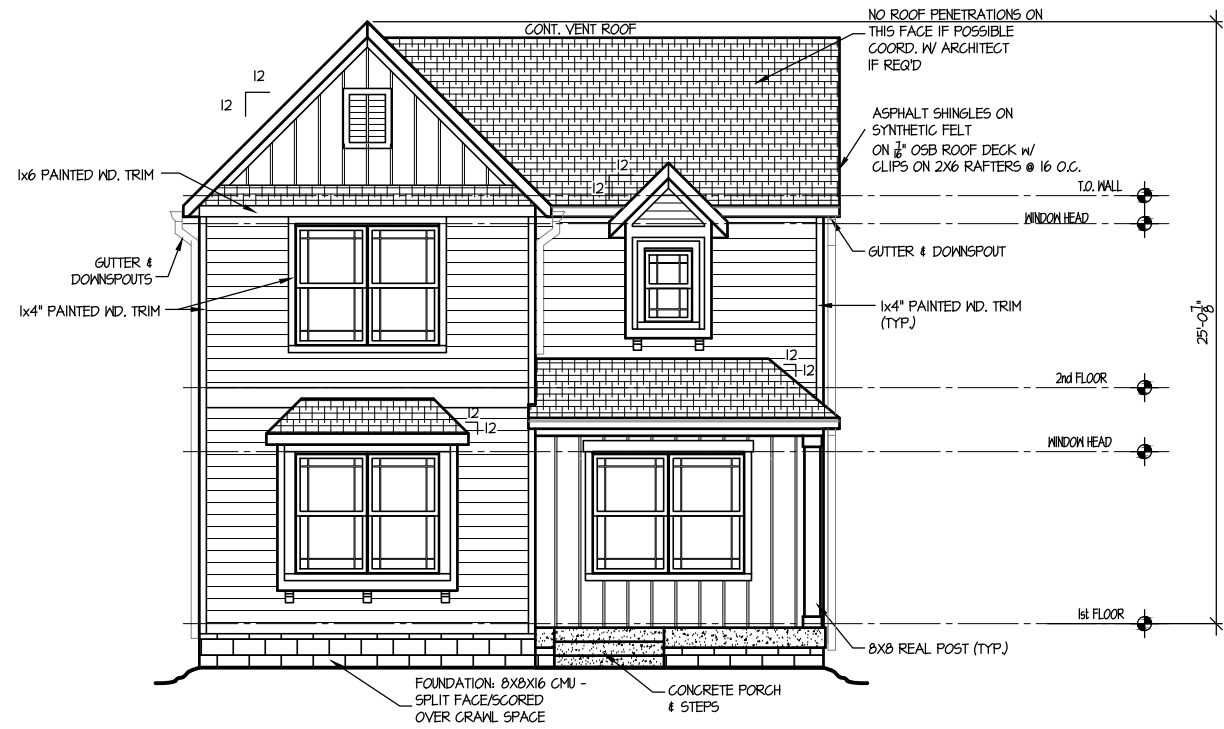 CONT. VENT ROOF
NO ROOF PENETRATIONS ON
THIS FACE IF POSSIBLE
COORD. W/ ARCHITECT
IF REQ'D
12
12
ASPHALT SHINGLES ON
SYNTHETIC FELT
ON 7/16" OSB ROOF DECK W/
CLIPS ON 2X6 RAFTERS @ 16 O.C.
1x6 PAINTED WD. TRIM
12
12
T.O. WALL
WINDOW HEAD
GUTTER & DOWNSPOUT
GUTTER &
DOWNSPOUTS
1x4" PAINTED WD. TRIM
1x4" PAINTED WD. TRIM
(TYP.)
25'-0 7/8"
12
12
2nd FLOOR
12
12
WINDOW HEAD
1st FLOOR
8X8 REAL POST (TYP.)
FOUNDATION: 8X8X16 CMU -
SPLIT FACE/SCORED
OVER CRAWL SPACE
CONCRETE PORCH
& STEPS